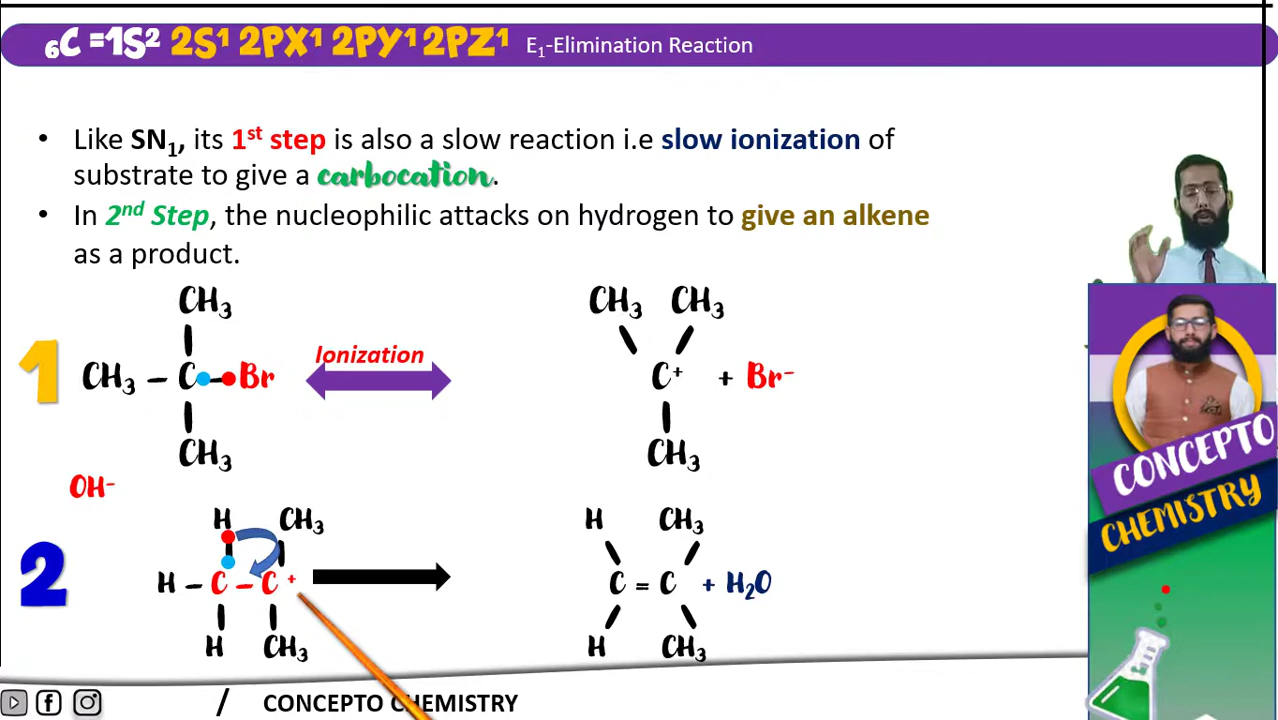 ₆C =1S² 2S¹ 2PX¹ 2PY¹ 2PZ¹ E₁-Elimination Reaction
• Like SN₁, its 1ˢᵗ step is also a slow reaction i.e slow ionization of
substrate to give a carbocation.
• In 2ⁿᵈ Step, the nucleophilic attacks on hydrogen to give an alkene
as a product.
1
CH₃
CH₃ – C – Br
CH₃
Ionization
CH₃ CH₃
C⁺ + Br⁻
CH₃
OH⁻
2
H CH₃
H – C – C ⁺
H CH₃
H CH₃
C = C + H₂O
H CH₃
CONCEPTO
CHEMISTRY
/ CONCEPTO CHEMISTRY